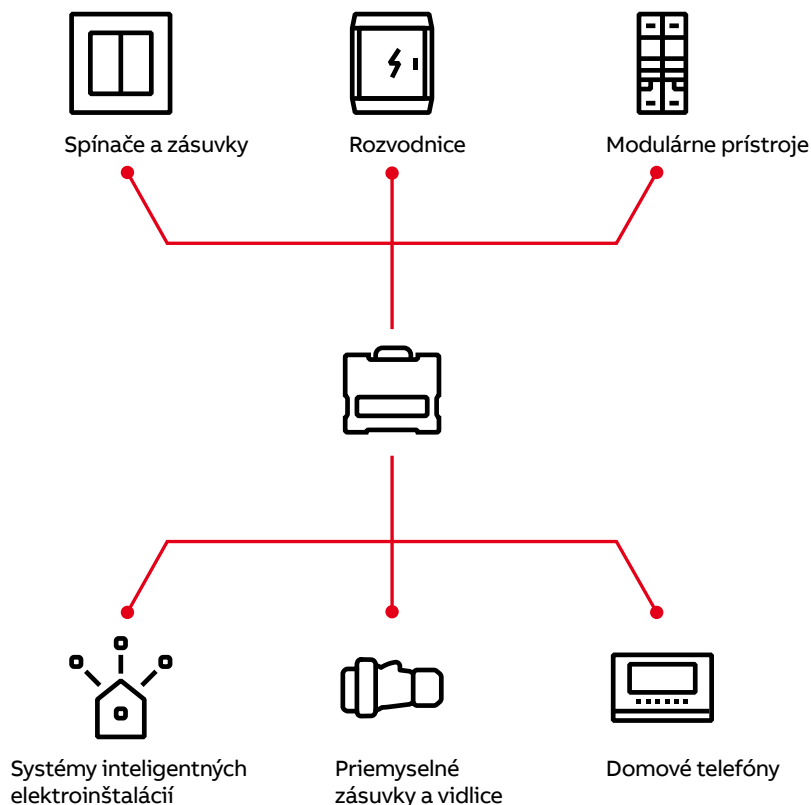 Spínače a zásuvky
Rozvodnice
Modulárne prístroje
Systémy inteligentných
elektroinštalácií
Priemyselné
zásuvky a vidlice
Domové telefóny